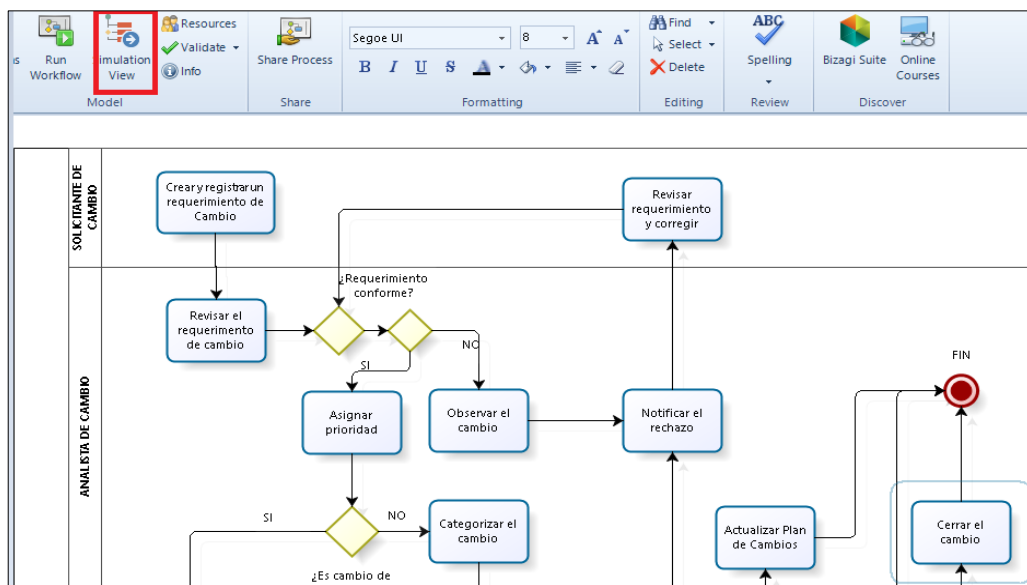 Run
Workflow
imulation
View
Resources
Validate
Info
Model
Share Process
Share
Segoe UI
8
A A
B I U S A
Formatting
Find
Select
Delete
Editing
ABC
Spelling
Review
Bizagi Suite
Online
Courses
Discover
SOLICITANTE DE
CAMBIO
Crear y registrar un
requerimiento de
Cambio
Revisar
requerimiento
y corregir
ANALISTA DE CAMBIO
Revisar el
requerimento
de cambio
¿Requerimiento
conforme?
SI
NO
Asignar
prioridad
Observar el
cambio
Notificar el
rechazo
FIN
SI
NO
Categorizar el
cambio
¿Es cambio de
Actualizar Plan
de Cambios
Cerrar el
cambio